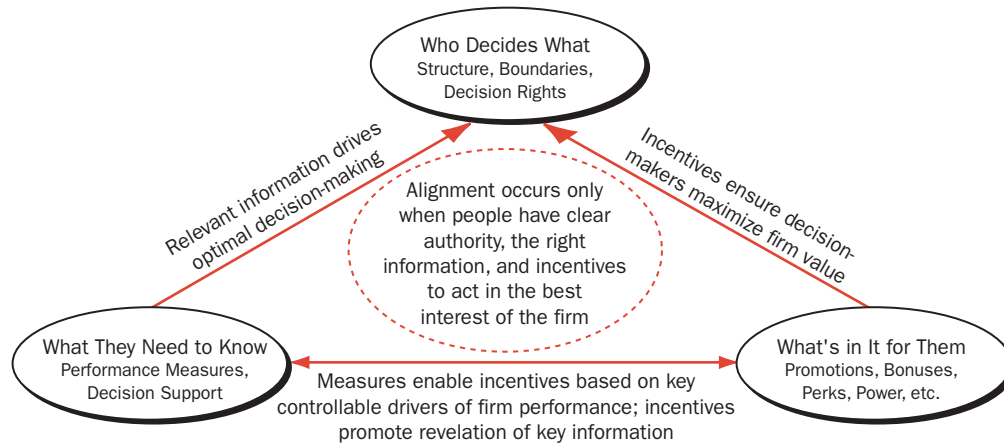 Who Decides What
Structure, Boundaries,
Decision Rights
Relevant information drives
optimal decision-making
Incentives ensure decision-
makers maximize firm value
Alignment occurs only
when people have clear
authority, the right
information, and incentives
to act in the best
interest of the firm
What They Need to Know
Performance Measures,
Decision Support
What's in It for Them
Promotions, Bonuses,
Perks, Power, etc.
Measures enable incentives based on key
controllable drivers of firm performance; incentives
promote revelation of key information